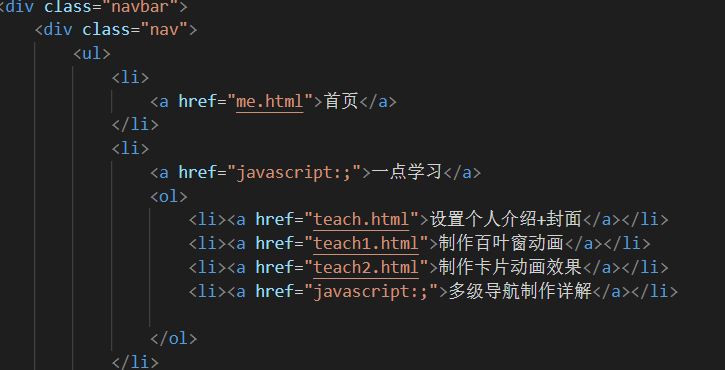 <div class="navbar">
<div class="nav">
<ul>
<li>
<a href="me.html">首页</a>
</li>
<li>
<a href="javascript:;">一点学习</a>
<ol>
<li><a href="teach.html">设置个人介绍+封面</a></li>
<li><a href="teach1.html">制作百叶窗动画</a></li>
<li><a href="teach2.html">制作卡片动画效果</a></li>
<li><a href="javascript:;">多级导航制作详解</a></li>
</ol>
</li>